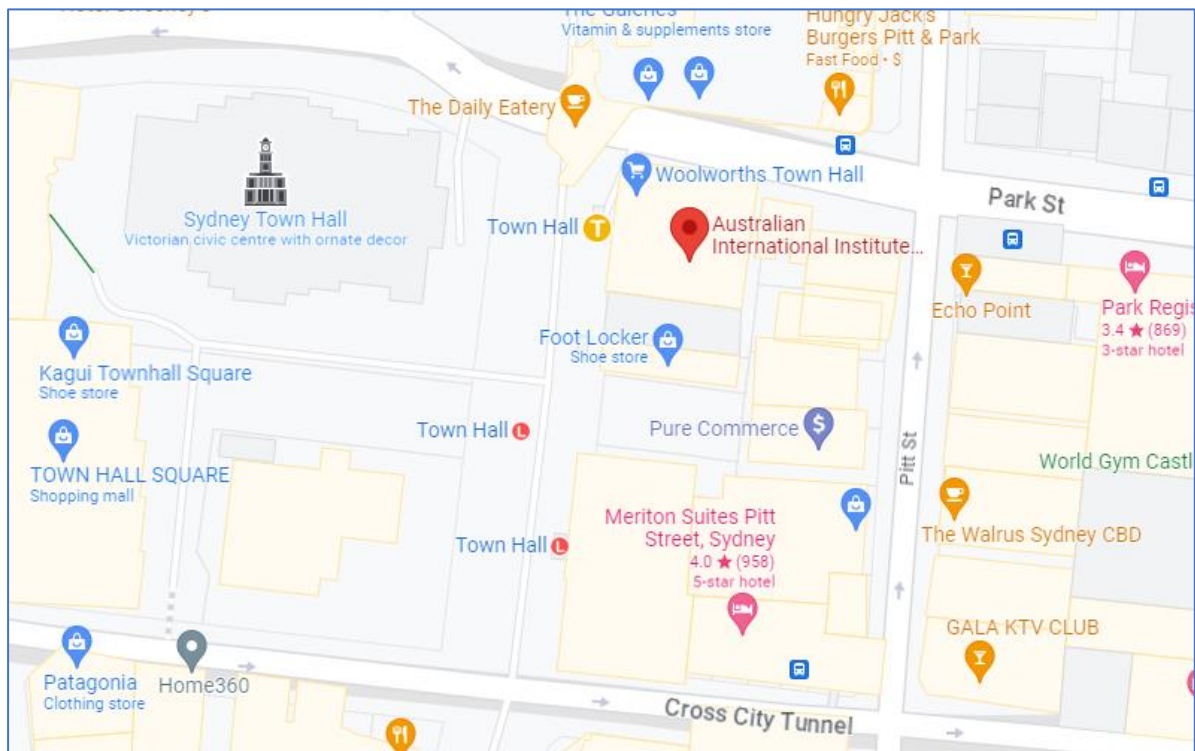 The Galeries
Vitamin & supplements store
Hungry Jack's
Burgers Pitt & Park
Fast Food • $
The Daily Eatery
Woolworths Town Hall
Park St
Sydney Town Hall
Victorian civic centre with ornate decor
Town Hall
T
Australian
International Institute...
Echo Point
Park Regis
3.4 ★ (869)
3-star hotel
Foot Locker
Shoe store
Kagui Townhall Square
Shoe store
Town Hall
L
Pure Commerce
$
Pitt St
World Gym Castl
TOWN HALL SQUARE
Shopping mall
Meriton Suites Pitt
Street, Sydney
4.0 ★ (958)
5-star hotel
Town Hall
L
The Walrus Sydney CBD
GALA KTV CLUB
Patagonia
Clothing store
Home360
Cross City Tunnel